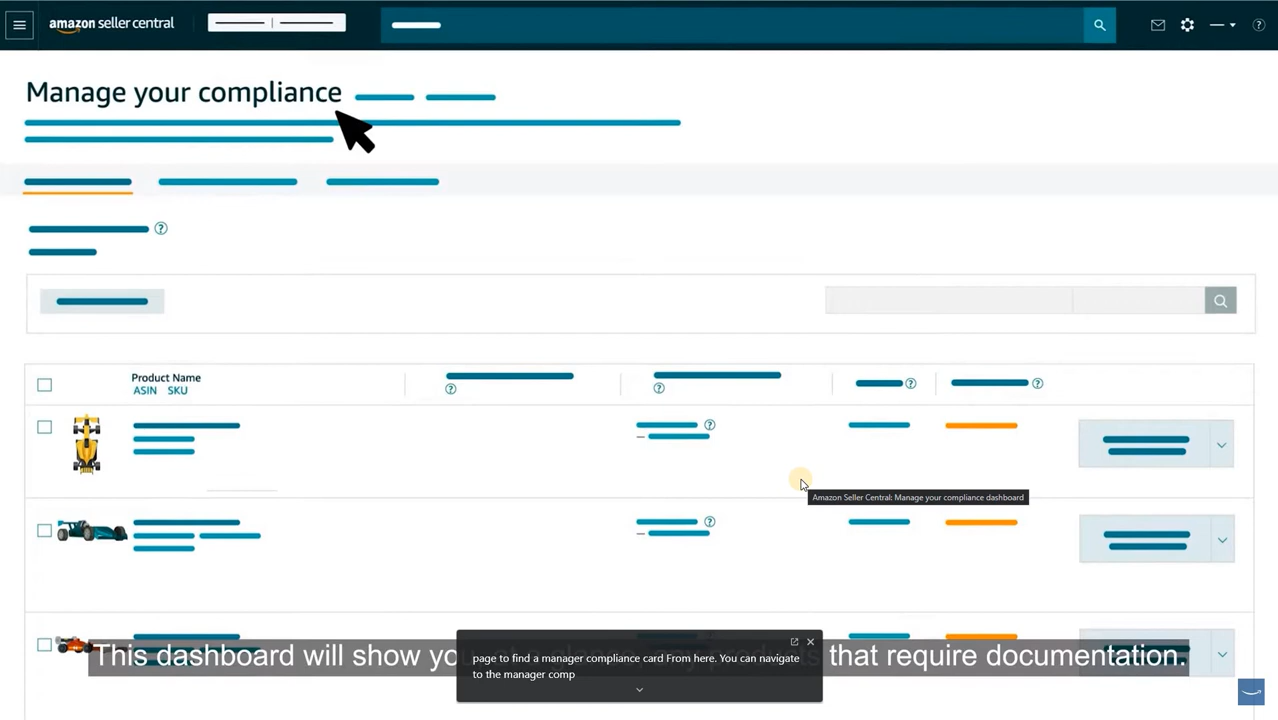 amazon seller central
Manage your compliance
Product Name
ASIN SKU
Amazon Seller Central: Manage your compliance dashboard
This dashboard will show you that require documentation.
page to find a manager compliance card From here. You can navigate
to the manager comp